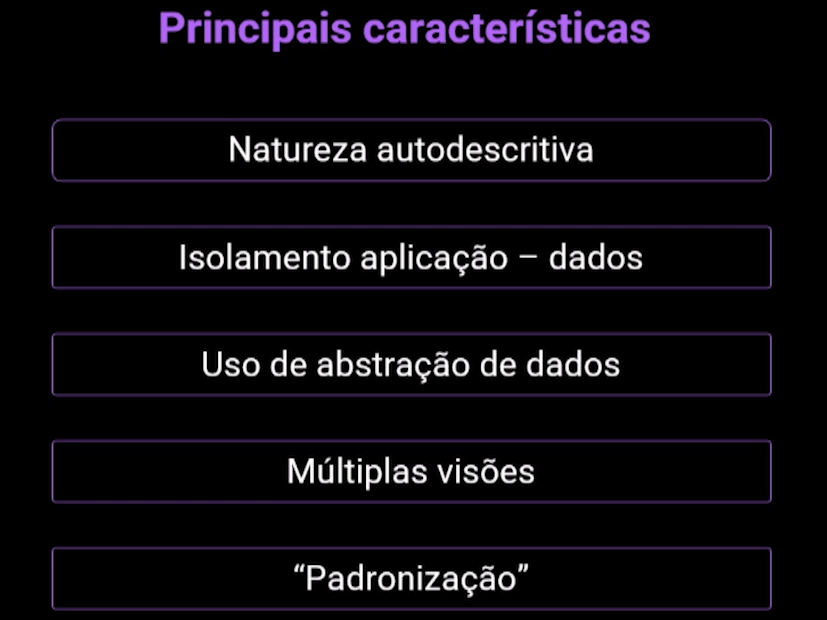 Principais características
Natureza autodescritiva
Isolamento aplicação – dados
Uso de abstração de dados
Múltiplas visões
“Padronização”